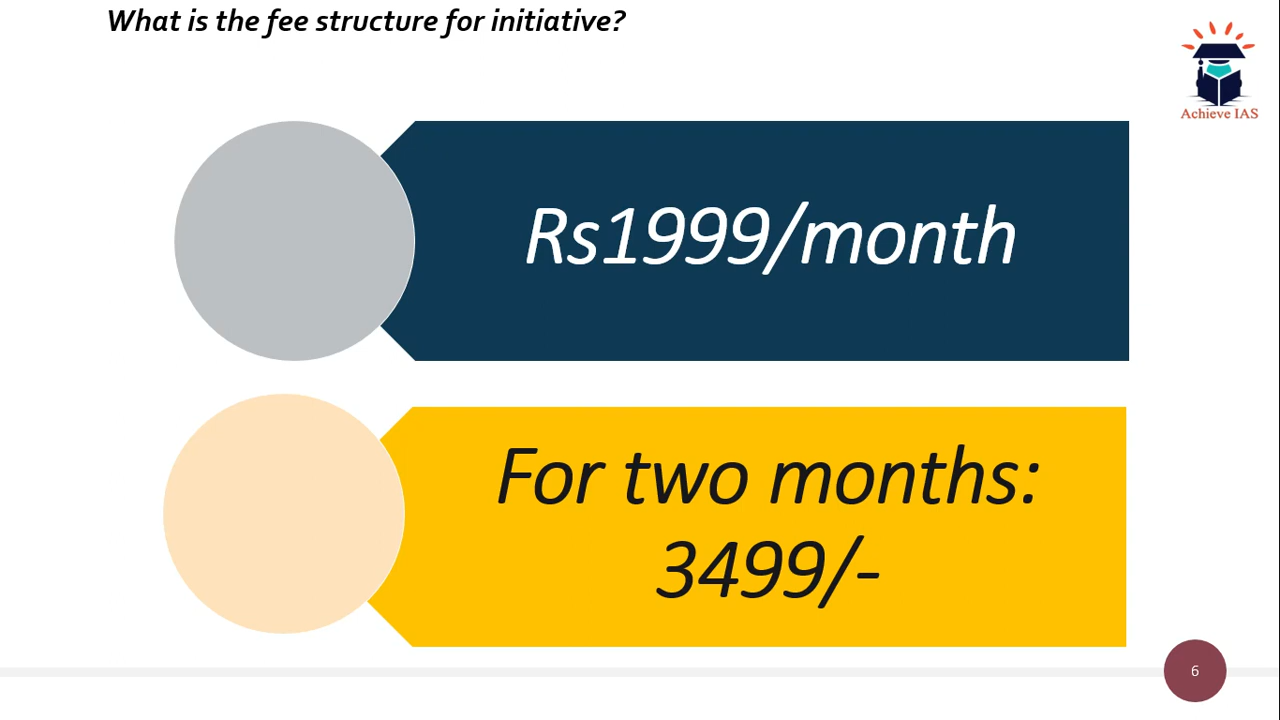 What is the fee structure for initiative?
Achieve IAS
Rs1999/month
For two months:
3499/-
6